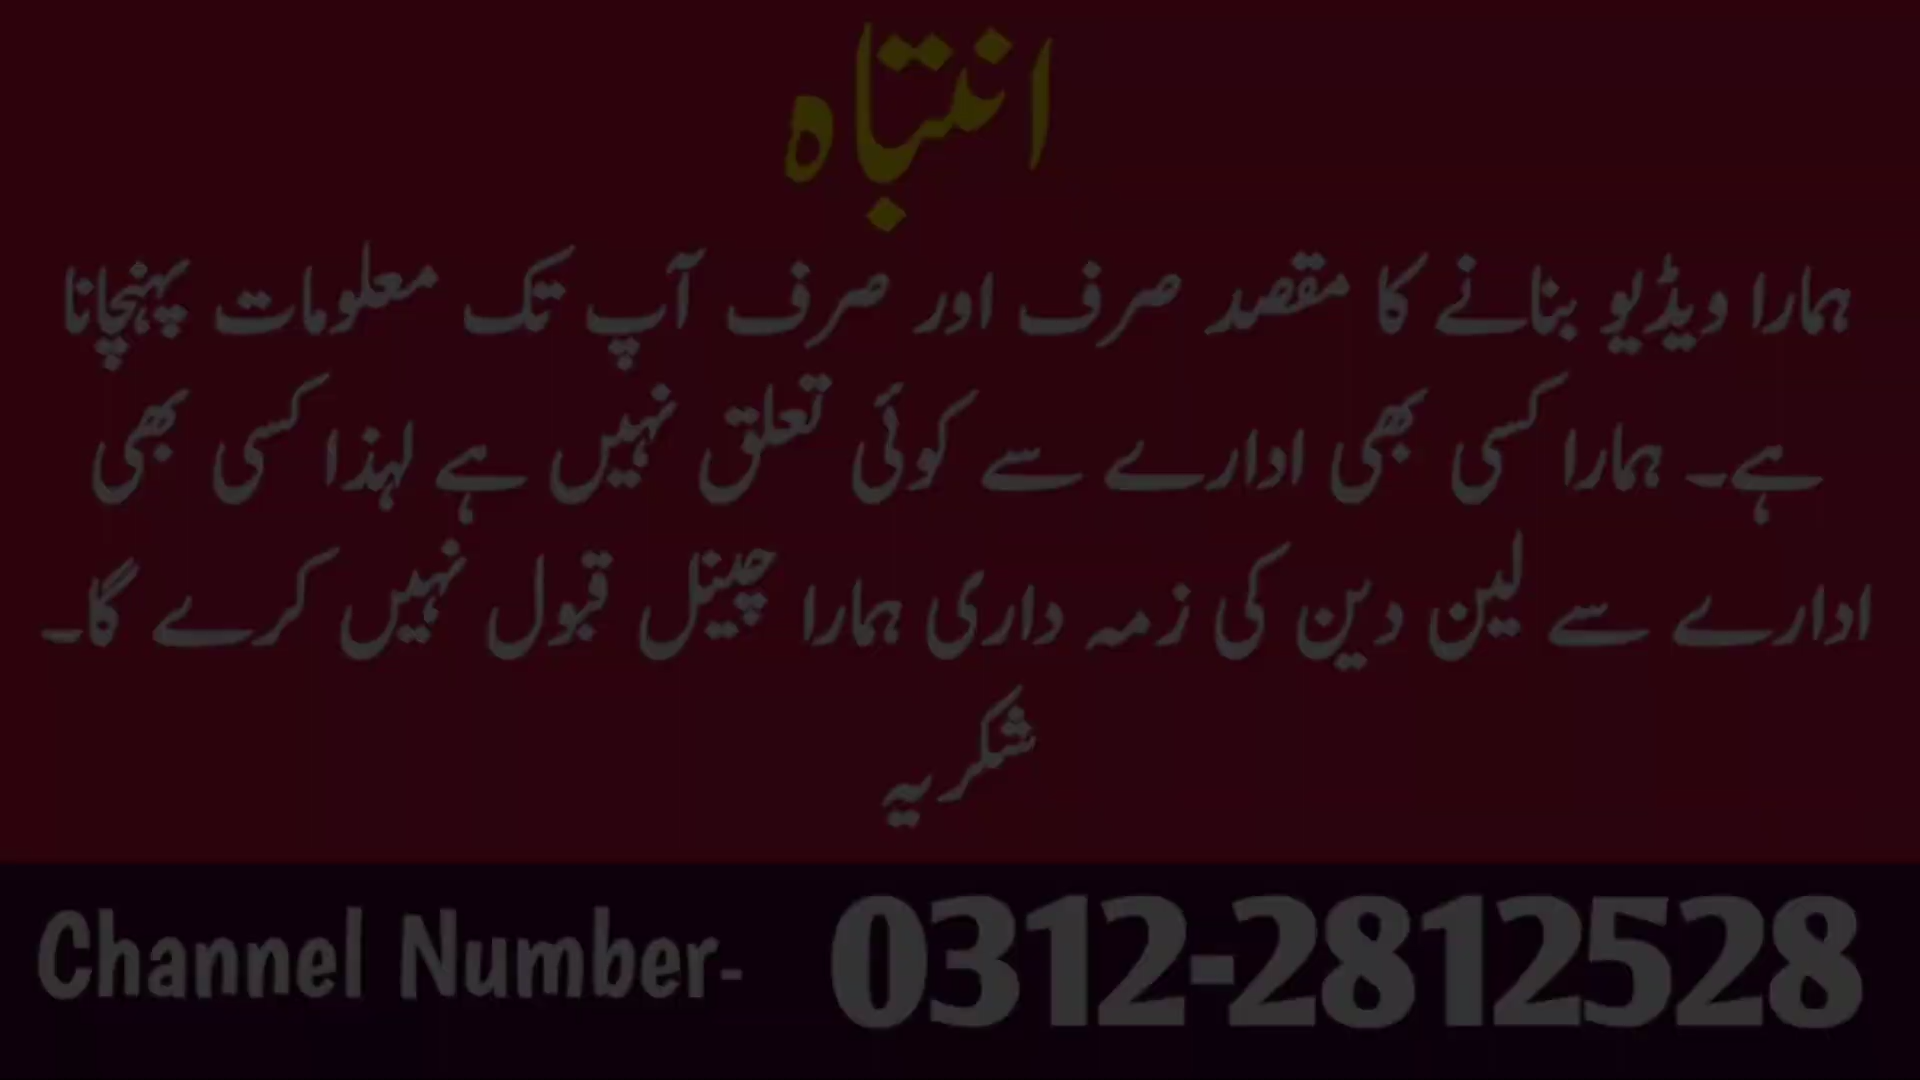 انتباہ
ہمارا ویڈیو بنانے کا مقصد صرف اور صرف آپ تک معلومات پہنچانا
ہے۔ ہمارا کسی بھی ادارے سے کوئی تعلق نہیں ہے لہذا کسی بھی
ادارے سے لین دین کی زمہ داری ہمارا چینل قبول نہیں کرے گا۔
شکریہ
Channel Number- 0312-2812528